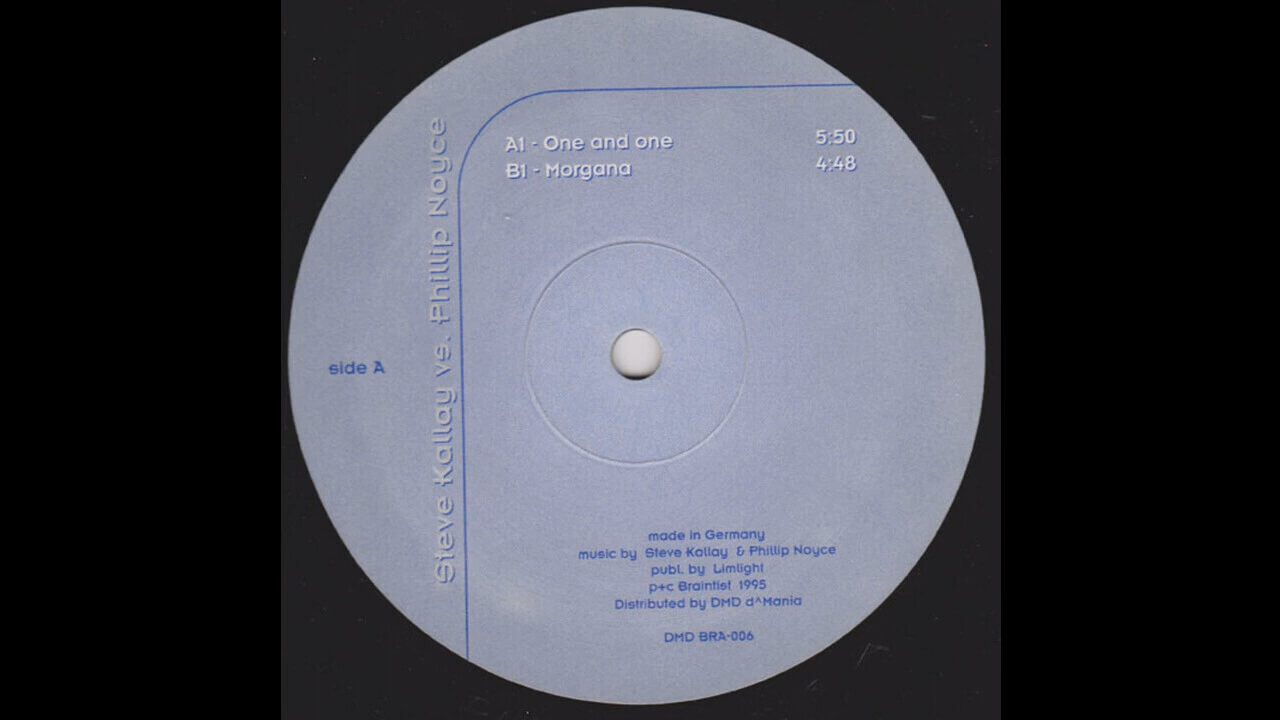 A1 - One and one 5:50
B1 - Morgana 4:48
Steve Kallay vs. Phillip Noyce
side A
made in Germany
music by Steve Kallay & Phillip Noyce
publ. by Limlight
p+c Braintist 1995
Distributed by DMD d^Mania
DMD BRA-006